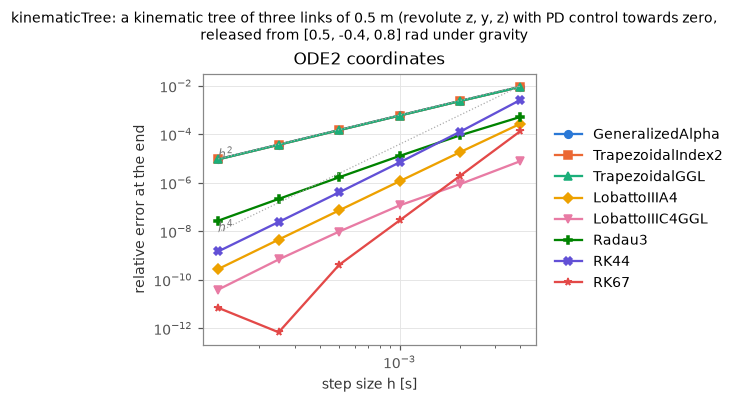 kinematicTree: a kinematic tree of three links of 0.5 m (revolute z, y, z) with PD control towards zero,
released from [0.5, -0.4, 0.8] rad under gravity
ODE2 coordinates
10⁻²
10⁻⁴
10⁻⁶
10⁻⁸
10⁻¹⁰
10⁻¹²
relative error at the end
h²
h⁴
10⁻³
step size h [s]
GeneralizedAlpha
TrapezoidalIndex2
TrapezoidalGGL
LobattoIIIA4
LobattoIIIC4GGL
Radau3
RK44
RK67